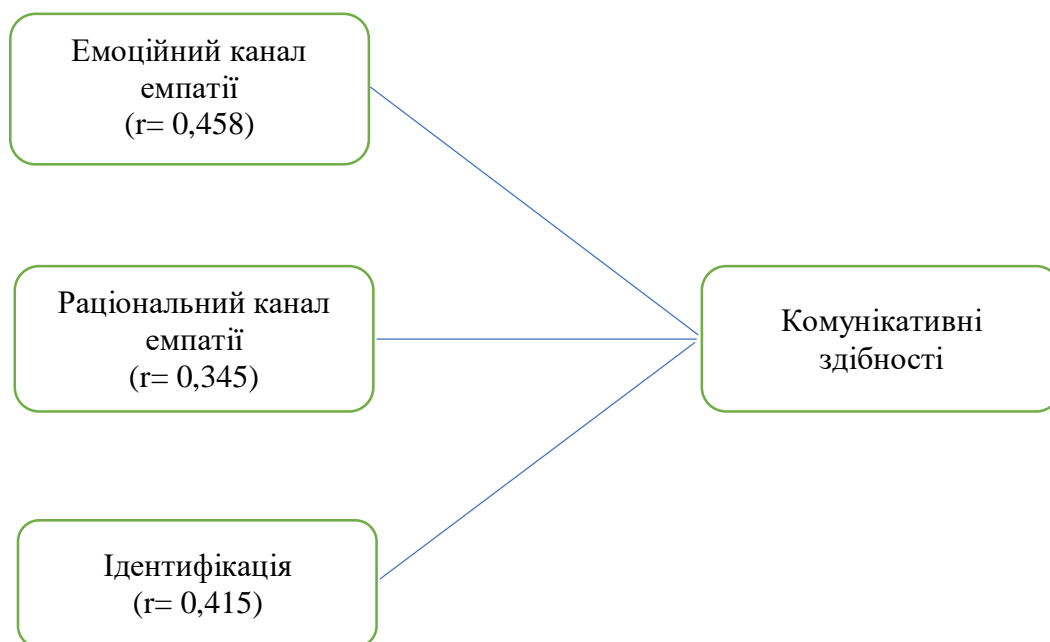 Емоційний канал
емпатії
(r= 0,458)
Раціональний канал
емпатії
(r= 0,345)
Ідентифікація
(r= 0,415)
Комунікативні
здібності